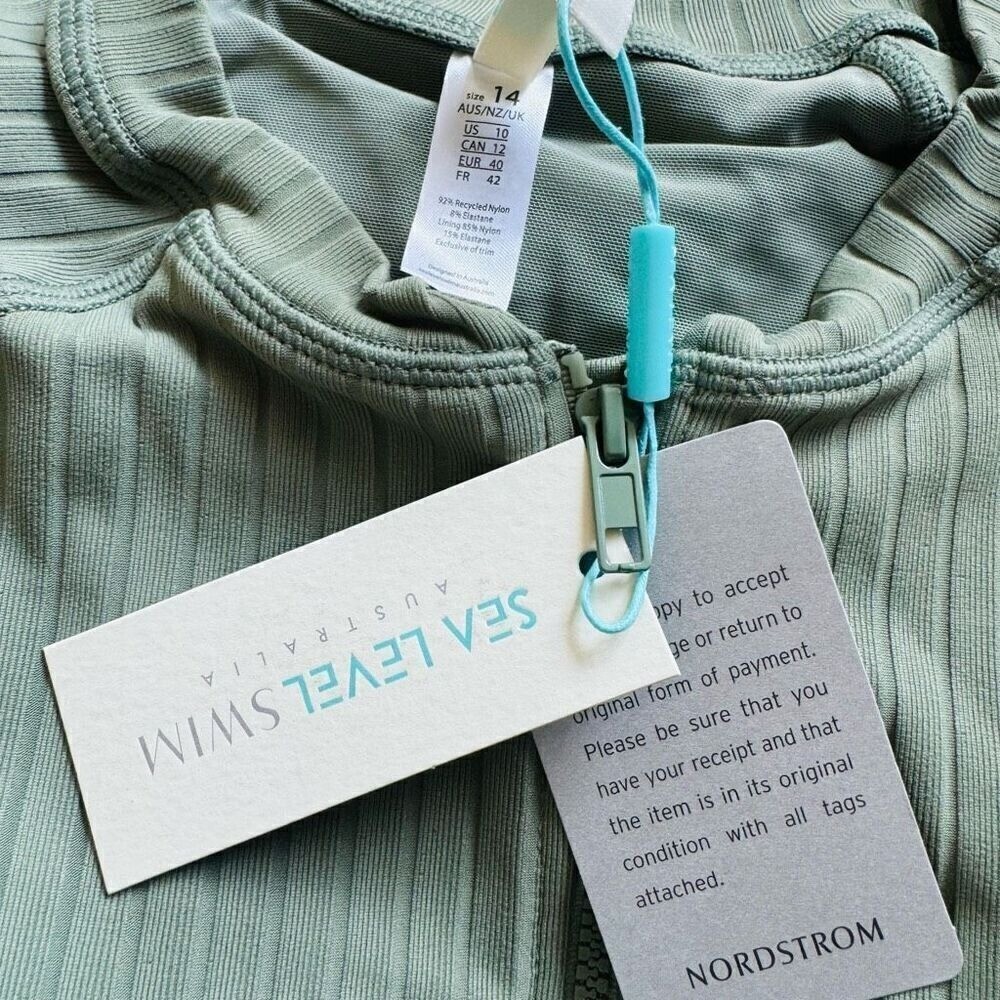 size 14
AUS/NZ/UK
US 10
CAN 12
EUR 40
FR 42
92% Recycled Nylon
8% Elastane
Lining 85% Nylon
15% Elastane
Exclusive of trim
Designed in Australia
SEA LEVEL SWIM
AUSTRALIA
to accept
or return to
original form of payment.
Please be sure that you
have your receipt and that
the item is in its original
condition with all tags
attached.
NORDSTROM